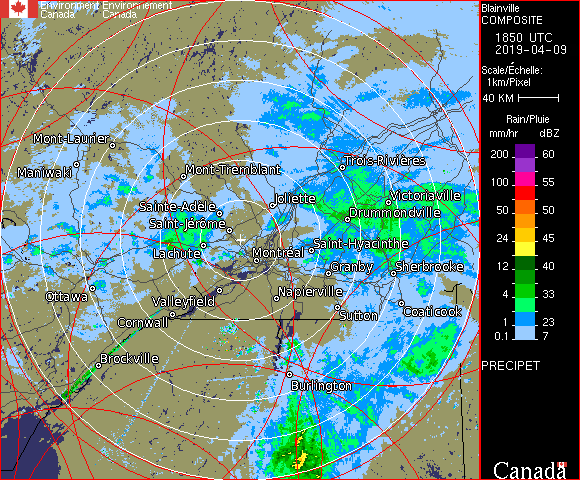 Environment Environnement
Canada Canada
Blainville
COMPOSITE
1850 UTC
2019-04-09
Scale/Échelle:
1km/Pixel
40 KM
Rain/Pluie
mm/hr dBZ
200 60
100 55
50 50
24 45
12 40
4 33
1 23
0.1 7
PRECIPET
Canada
Mont-Laurier
Maniwaki
Mont-Tremblant
Trois-Rivières
Sainte-Adèle
Joliette
Victoriaville
Saint-Jérôme
Drummondville
Lachute
Montréal
Saint-Hyacinthe
Granby
Sherbrooke
Ottawa
Valleyfield
Napierville
Cornwall
Sutton
Coaticook
Brockville
Burlington